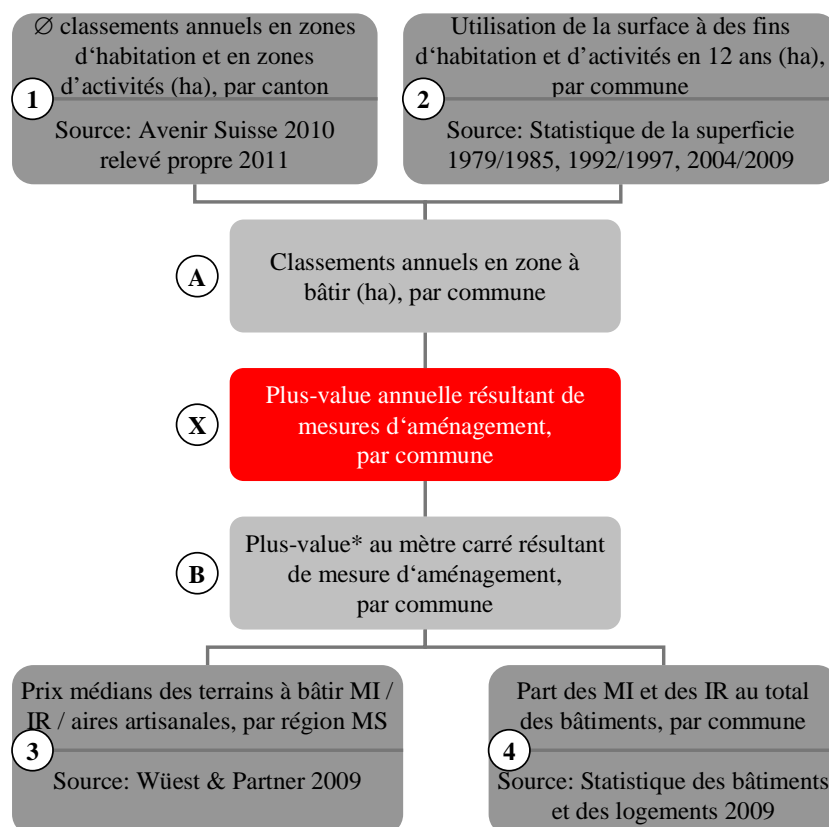 Ø classements annuels en zones
d‘habitation et en zones
d’activités (ha), par canton
1
Source: Avenir Suisse 2010
relevé propre 2011
Utilisation de la surface à des fins
d‘habitation et d’activités en 12 ans (ha),
par commune
2
Source: Statistique de la superficie
1979/1985, 1992/1997, 2004/2009
A
Classements annuels en zone à
bâtir (ha), par commune
X
Plus-value annuelle résultant de
mesures d‘aménagement,
par commune
B
Plus-value* au mètre carré résultant
de mesure d‘aménagement,
par commune
Prix médians des terrains à bâtir MI /
IR / aires artisanales, par région MS
3
Source: Wüest & Partner 2009
Part des MI et des IR au total
des bâtiments, par commune
4
Source: Statistique des bâtiments
et des logements 2009